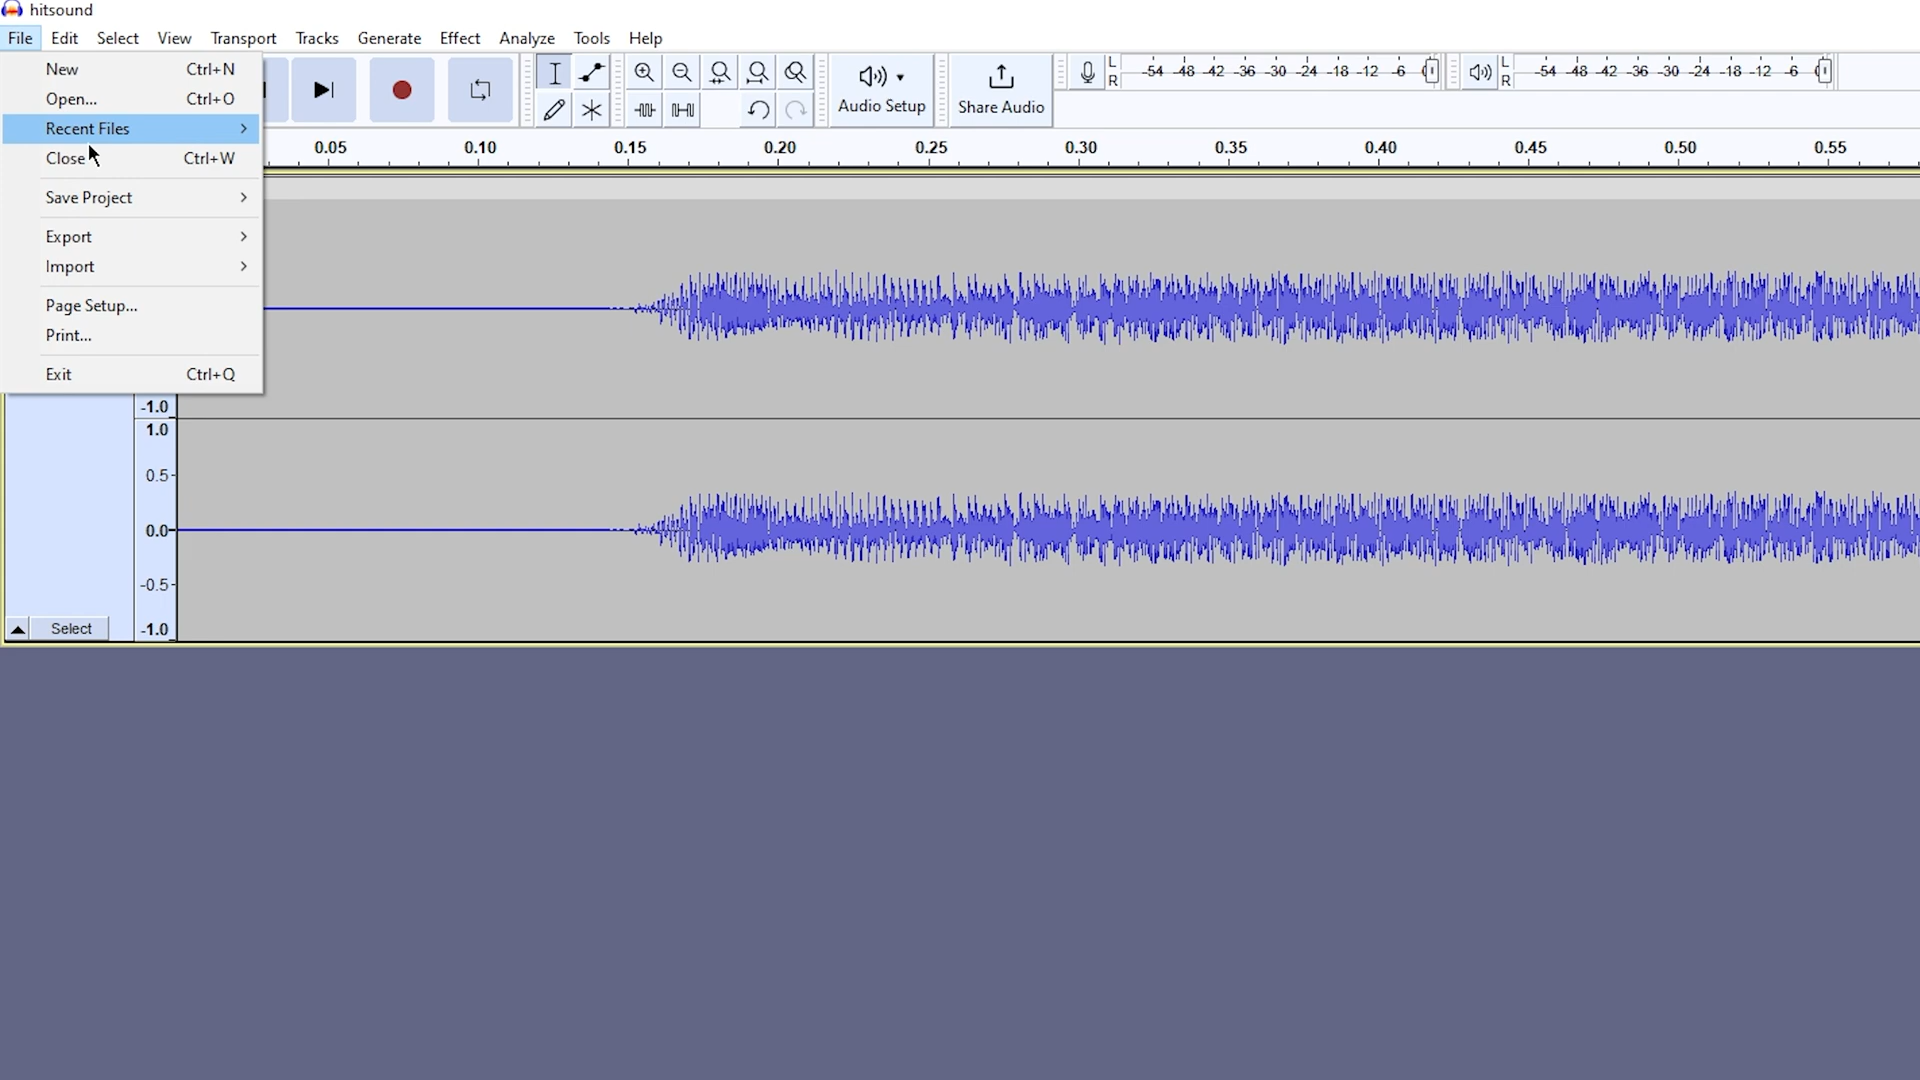 hitsound
File Edit Select View Transport Tracks Generate Effect Analyze Tools Help
New Ctrl+N
Open... Ctrl+O
Recent Files
Close Ctrl+W
Save Project
Export
Import
Page Setup...
Print...
Exit Ctrl+Q
Audio Setup
Share Audio
L
R
-54 -48 -42 -36 -30 -24 -18 -12 -6
L
R
-54 -48 -42 -36 -30 -24 -18 -12 -6
0.05 0.10 0.15 0.20 0.25 0.30 0.35 0.40 0.45 0.50 0.55
-1.0
1.0
0.5
0.0
-0.5
-1.0
Select